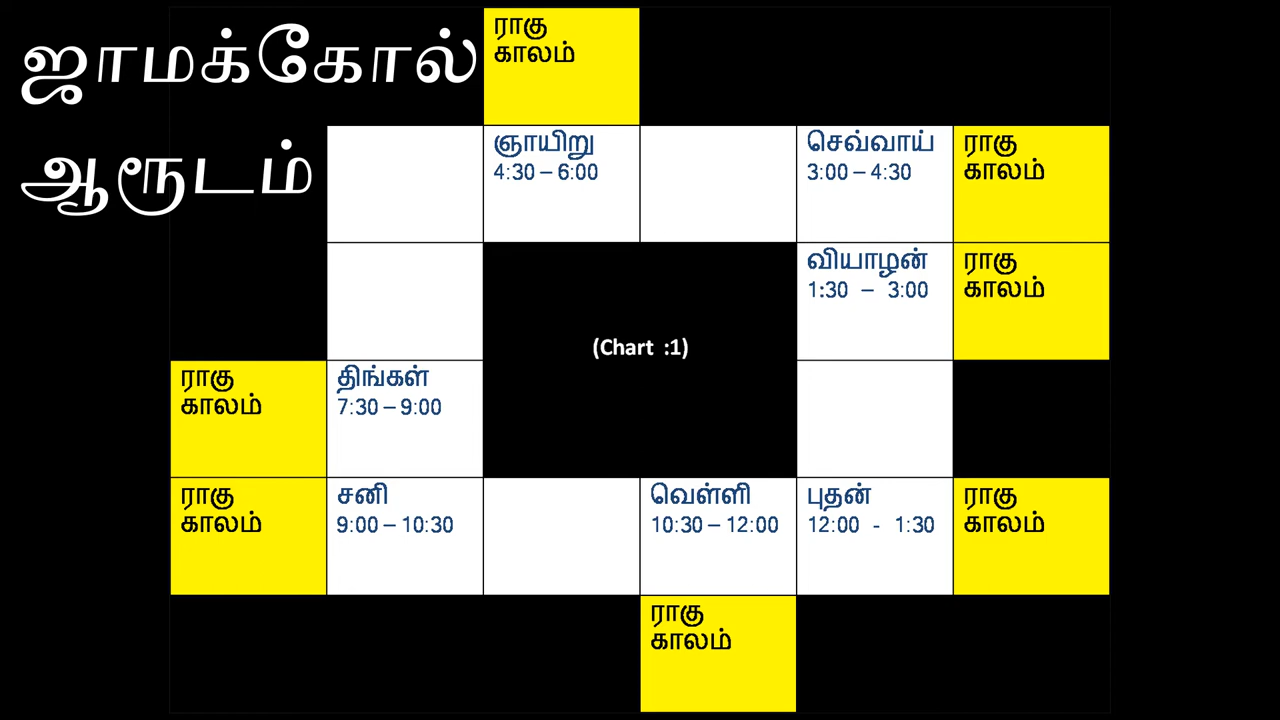 ஜாமக்கோல்
ஆரூடம்
ராகு
காலம்
ஞாயிறு
4:30 – 6:00
செவ்வாய்
3:00 – 4:30
ராகு
காலம்
வியாழன்
1:30 – 3:00
ராகு
காலம்
(Chart :1)
ராகு
காலம்
திங்கள்
7:30 – 9:00
ராகு
காலம்
சனி
9:00 – 10:30
வெள்ளி
10:30 – 12:00
புதன்
12:00 - 1:30
ராகு
காலம்
ராகு
காலம்